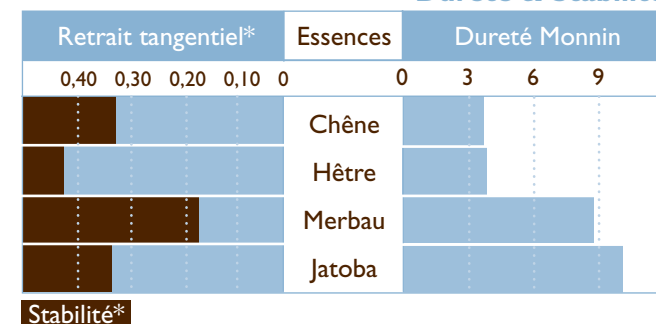 Retrait tangentiel* Essences Dureté Monnin
0,40 0,30 0,20 0,10 0 0 3 6 9
Chêne
Hêtre
Merbau
Jatoba
Stabilité*